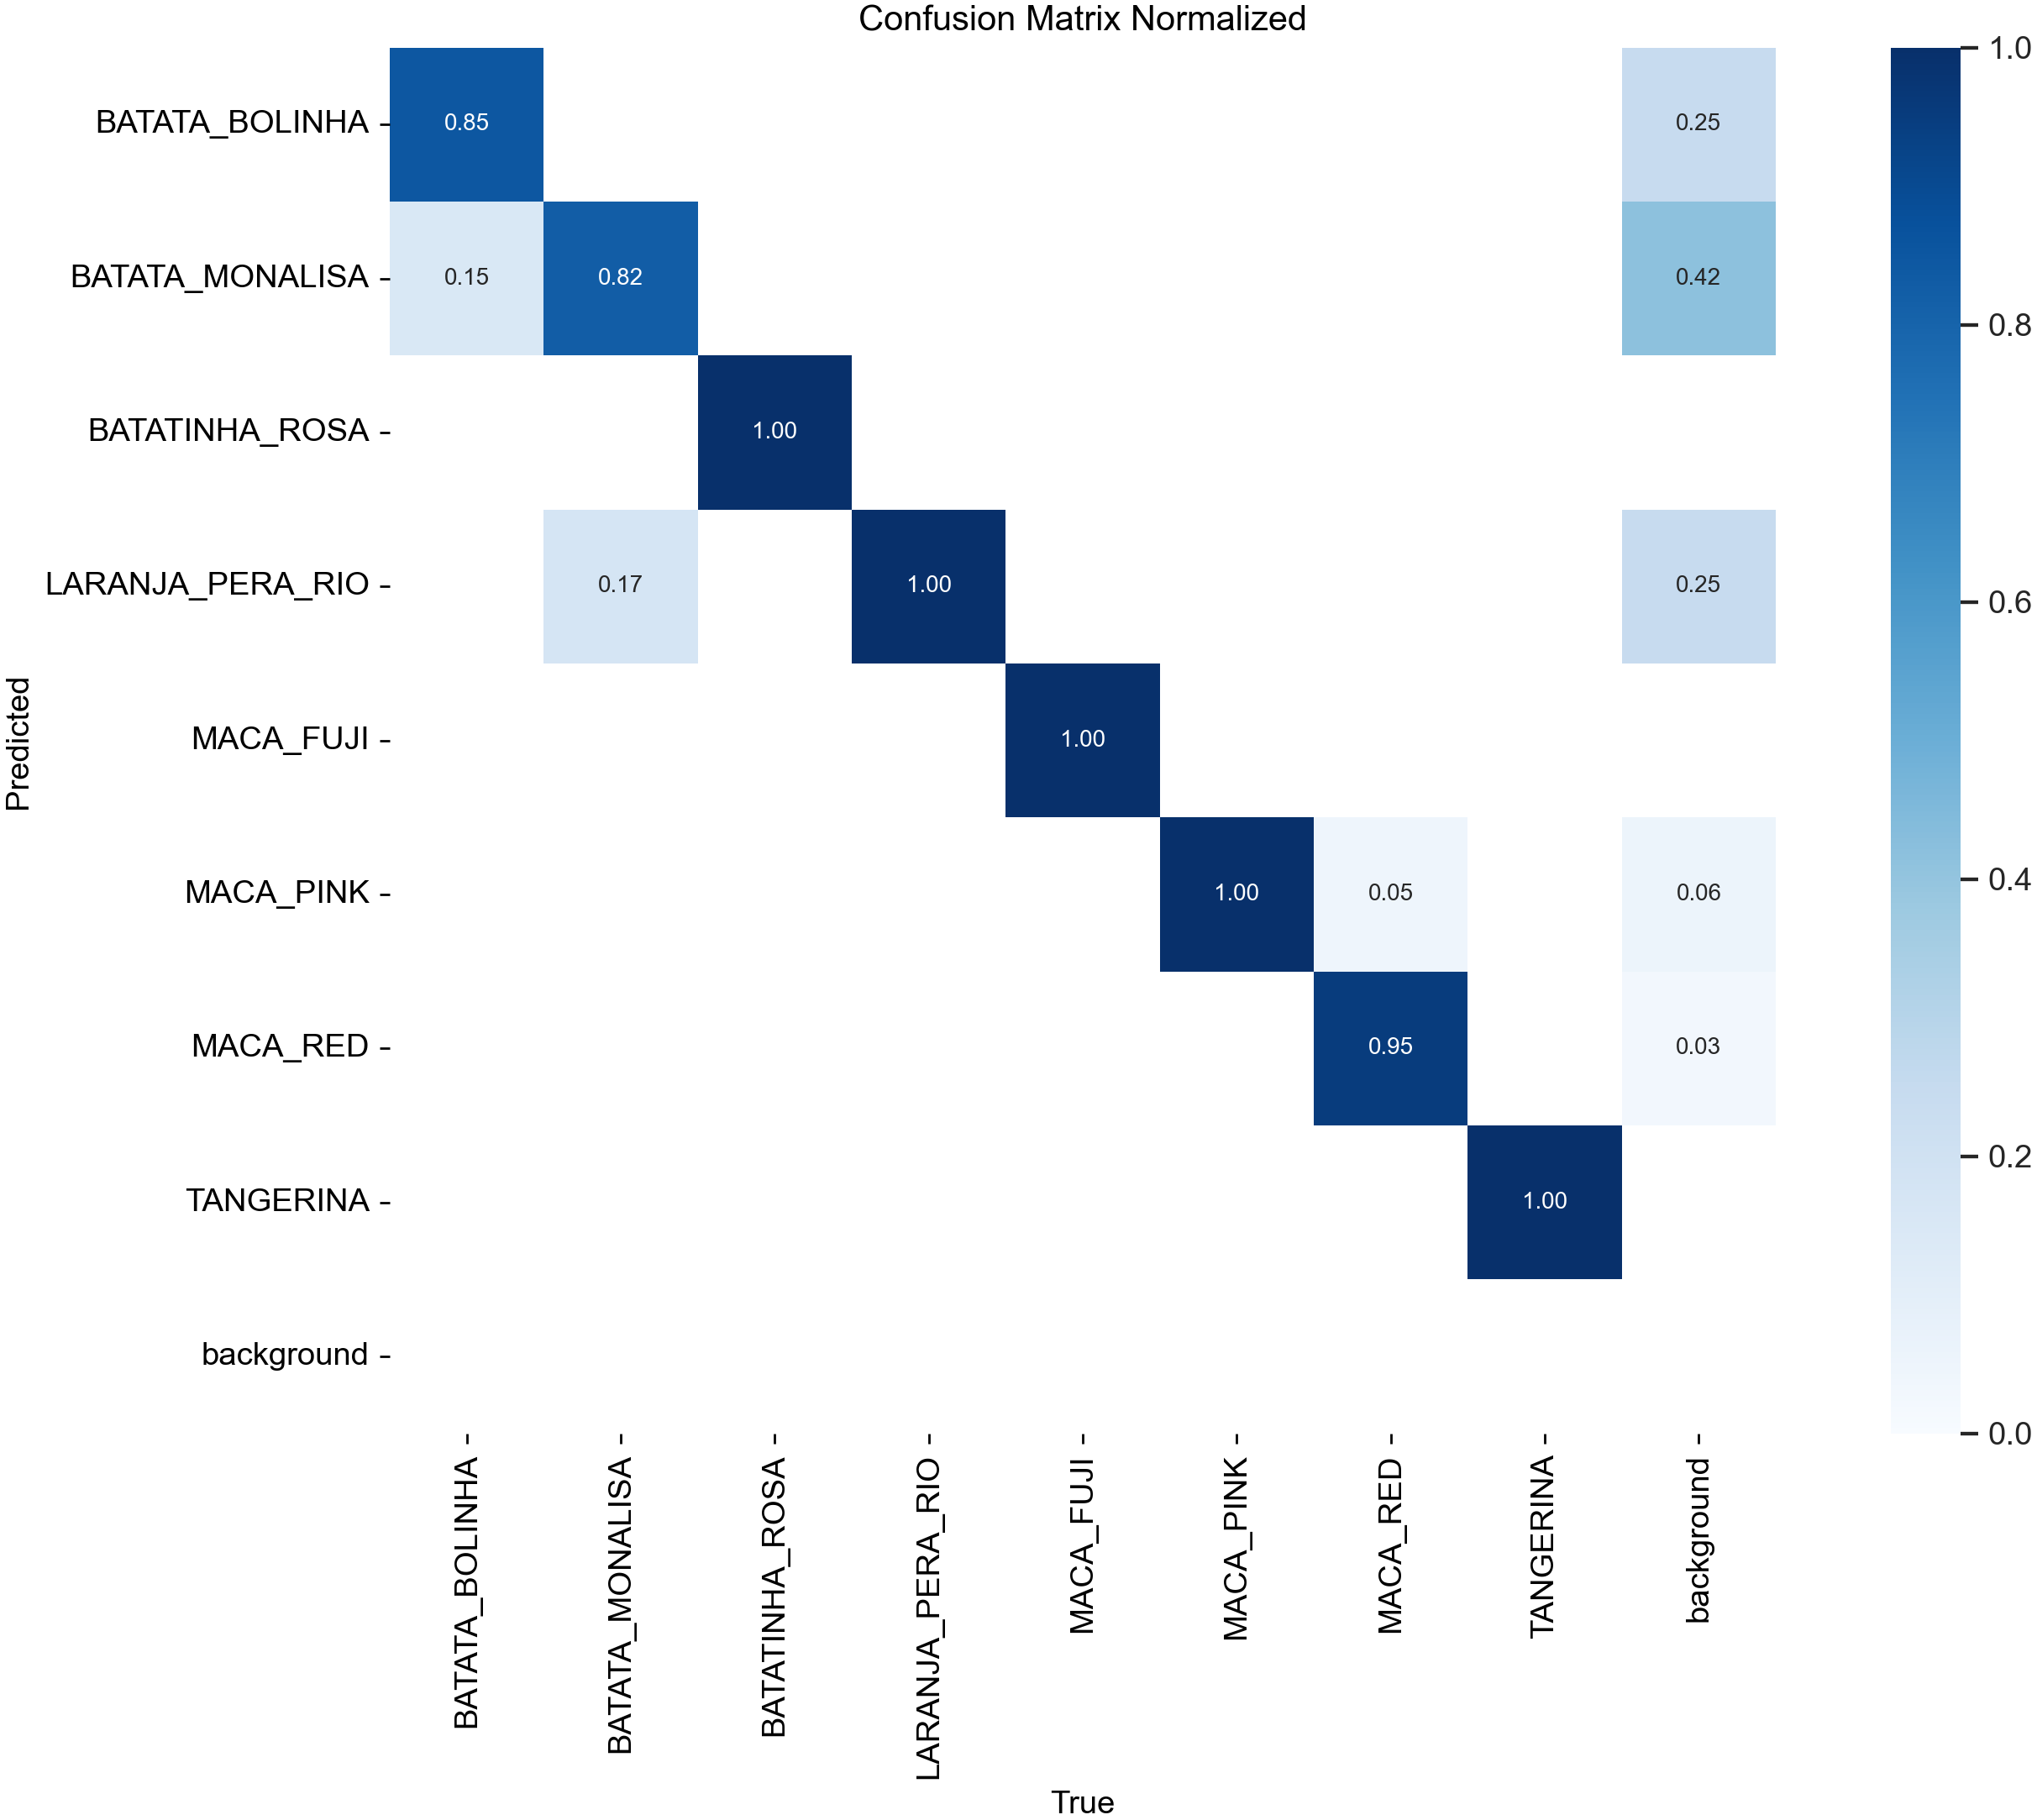 Confusion Matrix Normalized
BATATA_BOLINHA 0.85 0.25
BATATA_MONALISA 0.15 0.82 0.42
BATATINHA_ROSA 1.00
LARANJA_PERA_RIO 0.17 1.00 0.25
MACA_FUJI 1.00
MACA_PINK 1.00 0.05 0.06
MACA_RED 0.95 0.03
TANGERINA 1.00
background
Predicted
BATATA_BOLINHA
BATATA_MONALISA
BATATINHA_ROSA
LARANJA_PERA_RIO
MACA_FUJI
MACA_PINK
MACA_RED
TANGERINA
background
True
1.0
0.8
0.6
0.4
0.2
0.0